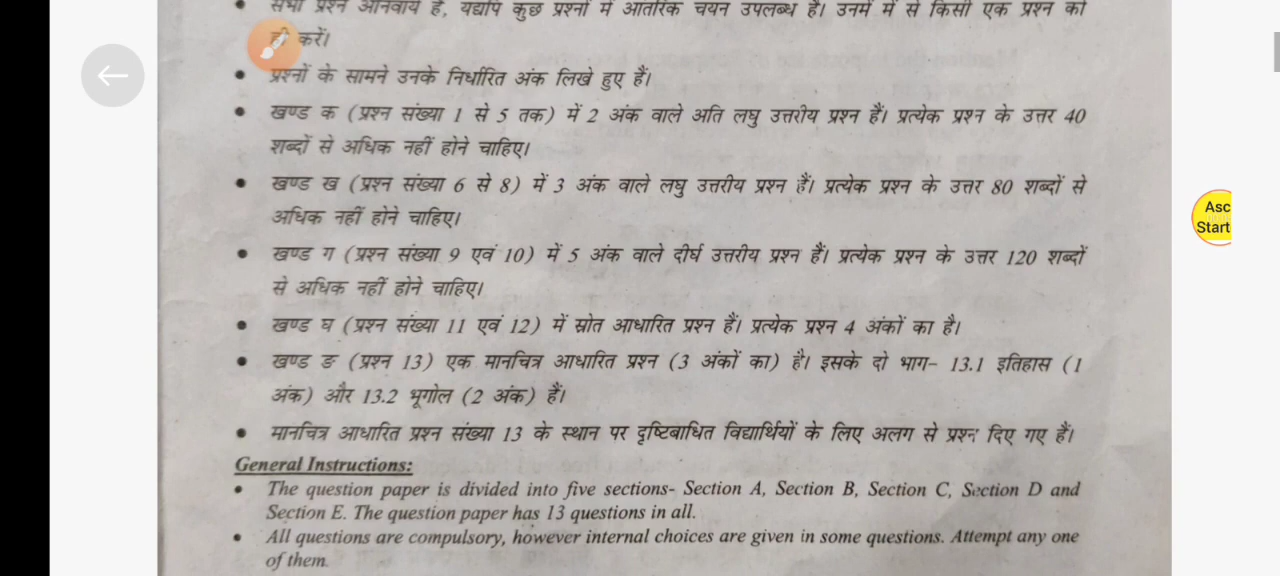 सभी प्रश्न अनिवार्य हैं, यद्यपि कुछ प्रश्नों में आंतरिक चयन उपलब्ध है। उनमें में से किसी एक प्रश्न को
ही करें।
• प्रश्नों के सामने उनके निर्धारित अंक लिखे हुए हैं।
• खण्ड क (प्रश्न संख्या 1 से 5 तक) में 2 अंक वाले अति लघु उत्तरीय प्रश्न हैं। प्रत्येक प्रश्न के उत्तर 40
शब्दों से अधिक नहीं होने चाहिए।
• खण्ड ख (प्रश्न संख्या 6 से 8) में 3 अंक वाले लघु उत्तरीय प्रश्न हैं। प्रत्येक प्रश्न के उत्तर 80 शब्दों से
अधिक नहीं होने चाहिए।
• खण्ड ग (प्रश्न संख्या 9 एवं 10) में 5 अंक वाले दीर्घ उत्तरीय प्रश्न हैं। प्रत्येक प्रश्न के उत्तर 120 शब्दों
से अधिक नहीं होने चाहिए।
• खण्ड घ (प्रश्न संख्या 11 एवं 12) में स्रोत आधारित प्रश्न हैं। प्रत्येक प्रश्न 4 अंकों का है।
• खण्ड ङ (प्रश्न 13) एक मानचित्र आधारित प्रश्न (3 अंकों का) है। इसके दो भाग- 13.1 इतिहास (1
अंक) और 13.2 भूगोल (2 अंक) हैं।
• मानचित्र आधारित प्रश्न संख्या 13 के स्थान पर दृष्टिबाधित विद्यार्थियों के लिए अलग से प्रश्न दिए गए हैं।
General Instructions:
• The question paper is divided into five sections- Section A, Section B, Section C, Section D and
Section E. The question paper has 13 questions in all.
• All questions are compulsory, however internal choices are given in some questions. Attempt any one
of them.
Asc
Start